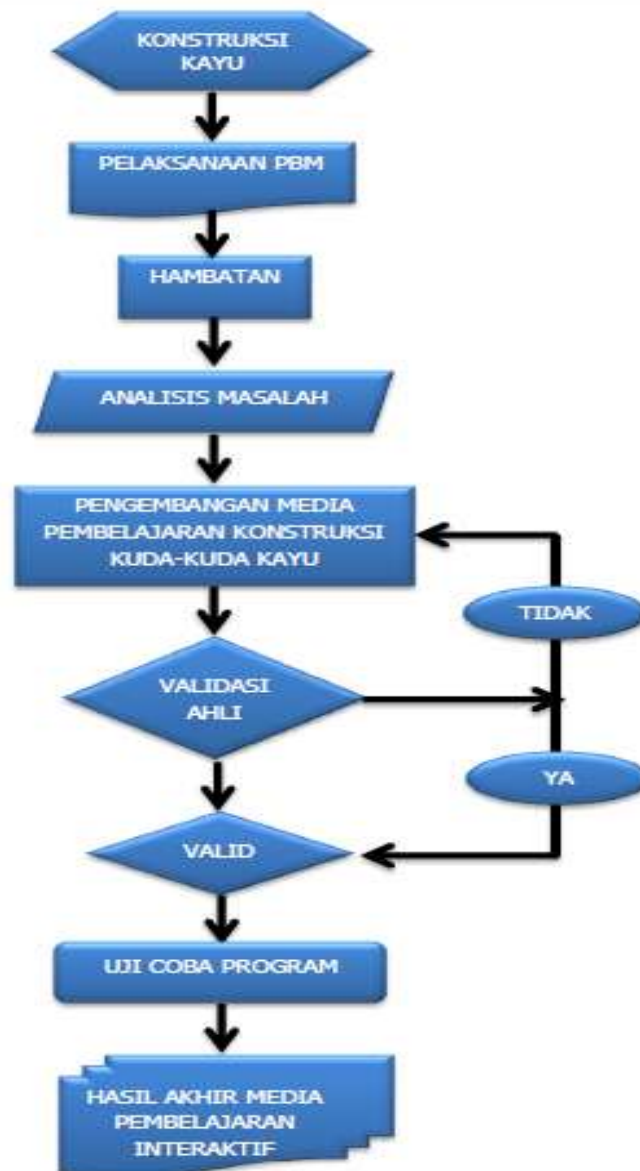 KONSTRUKSI
KAYU
PELAKSANAAN PBM
HAMBATAN
ANALISIS MASALAH
PENGEMBANGAN MEDIA
PEMBELAJARAN KONSTRUKSI
KUDA-KUDA KAYU
TIDAK
VALIDASI
AHLI
YA
VALID
UJI COBA PROGRAM
HASIL AKHIR MEDIA
PEMBELAJARAN
INTERAKTIF